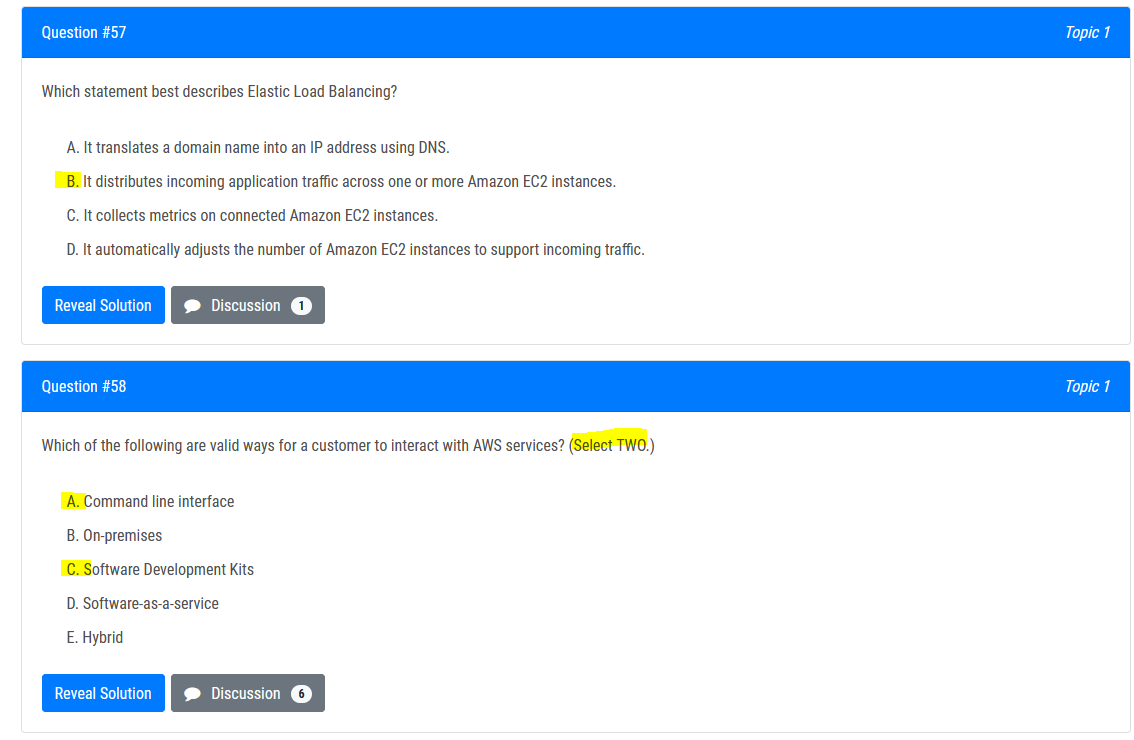 Question #57 Topic 1
Which statement best describes Elastic Load Balancing?
A. It translates a domain name into an IP address using DNS.
B. It distributes incoming application traffic across one or more Amazon EC2 instances.
C. It collects metrics on connected Amazon EC2 instances.
D. It automatically adjusts the number of Amazon EC2 instances to support incoming traffic.
Reveal Solution Discussion 1
Question #58 Topic 1
Which of the following are valid ways for a customer to interact with AWS services? (Select TWO.)
A. Command line interface
B. On-premises
C. Software Development Kits
D. Software-as-a-service
E. Hybrid
Reveal Solution Discussion 6